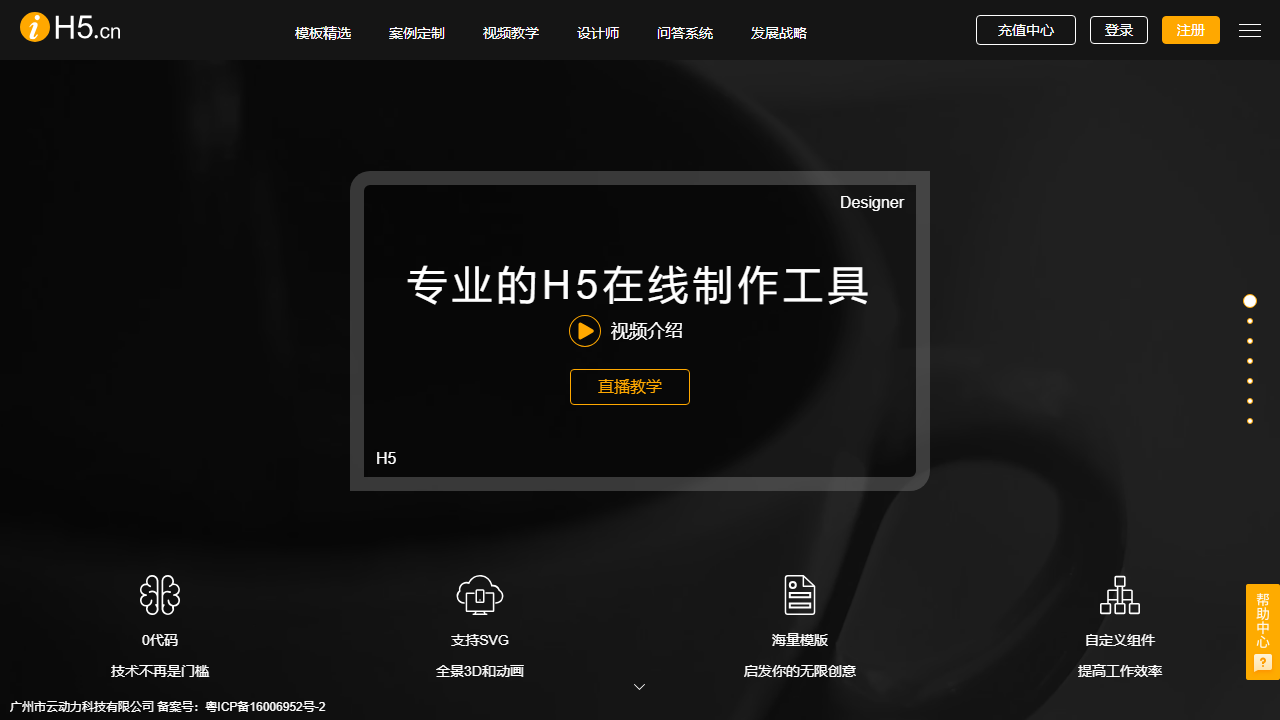 iH5.cn
模板精选 案例定制 视频教学 设计师 问答系统 发展战略 充值中心 登录 注册
Designer
专业的H5在线制作工具
视频介绍
直播教学
H5
0代码 支持SVG 海量模版 自定义组件
技术不再是门槛 全景3D和动画 启发你的无限创意 提高工作效率
帮助中心
?
广州市云动力科技有限公司 备案号：粤ICP备16006952号-2